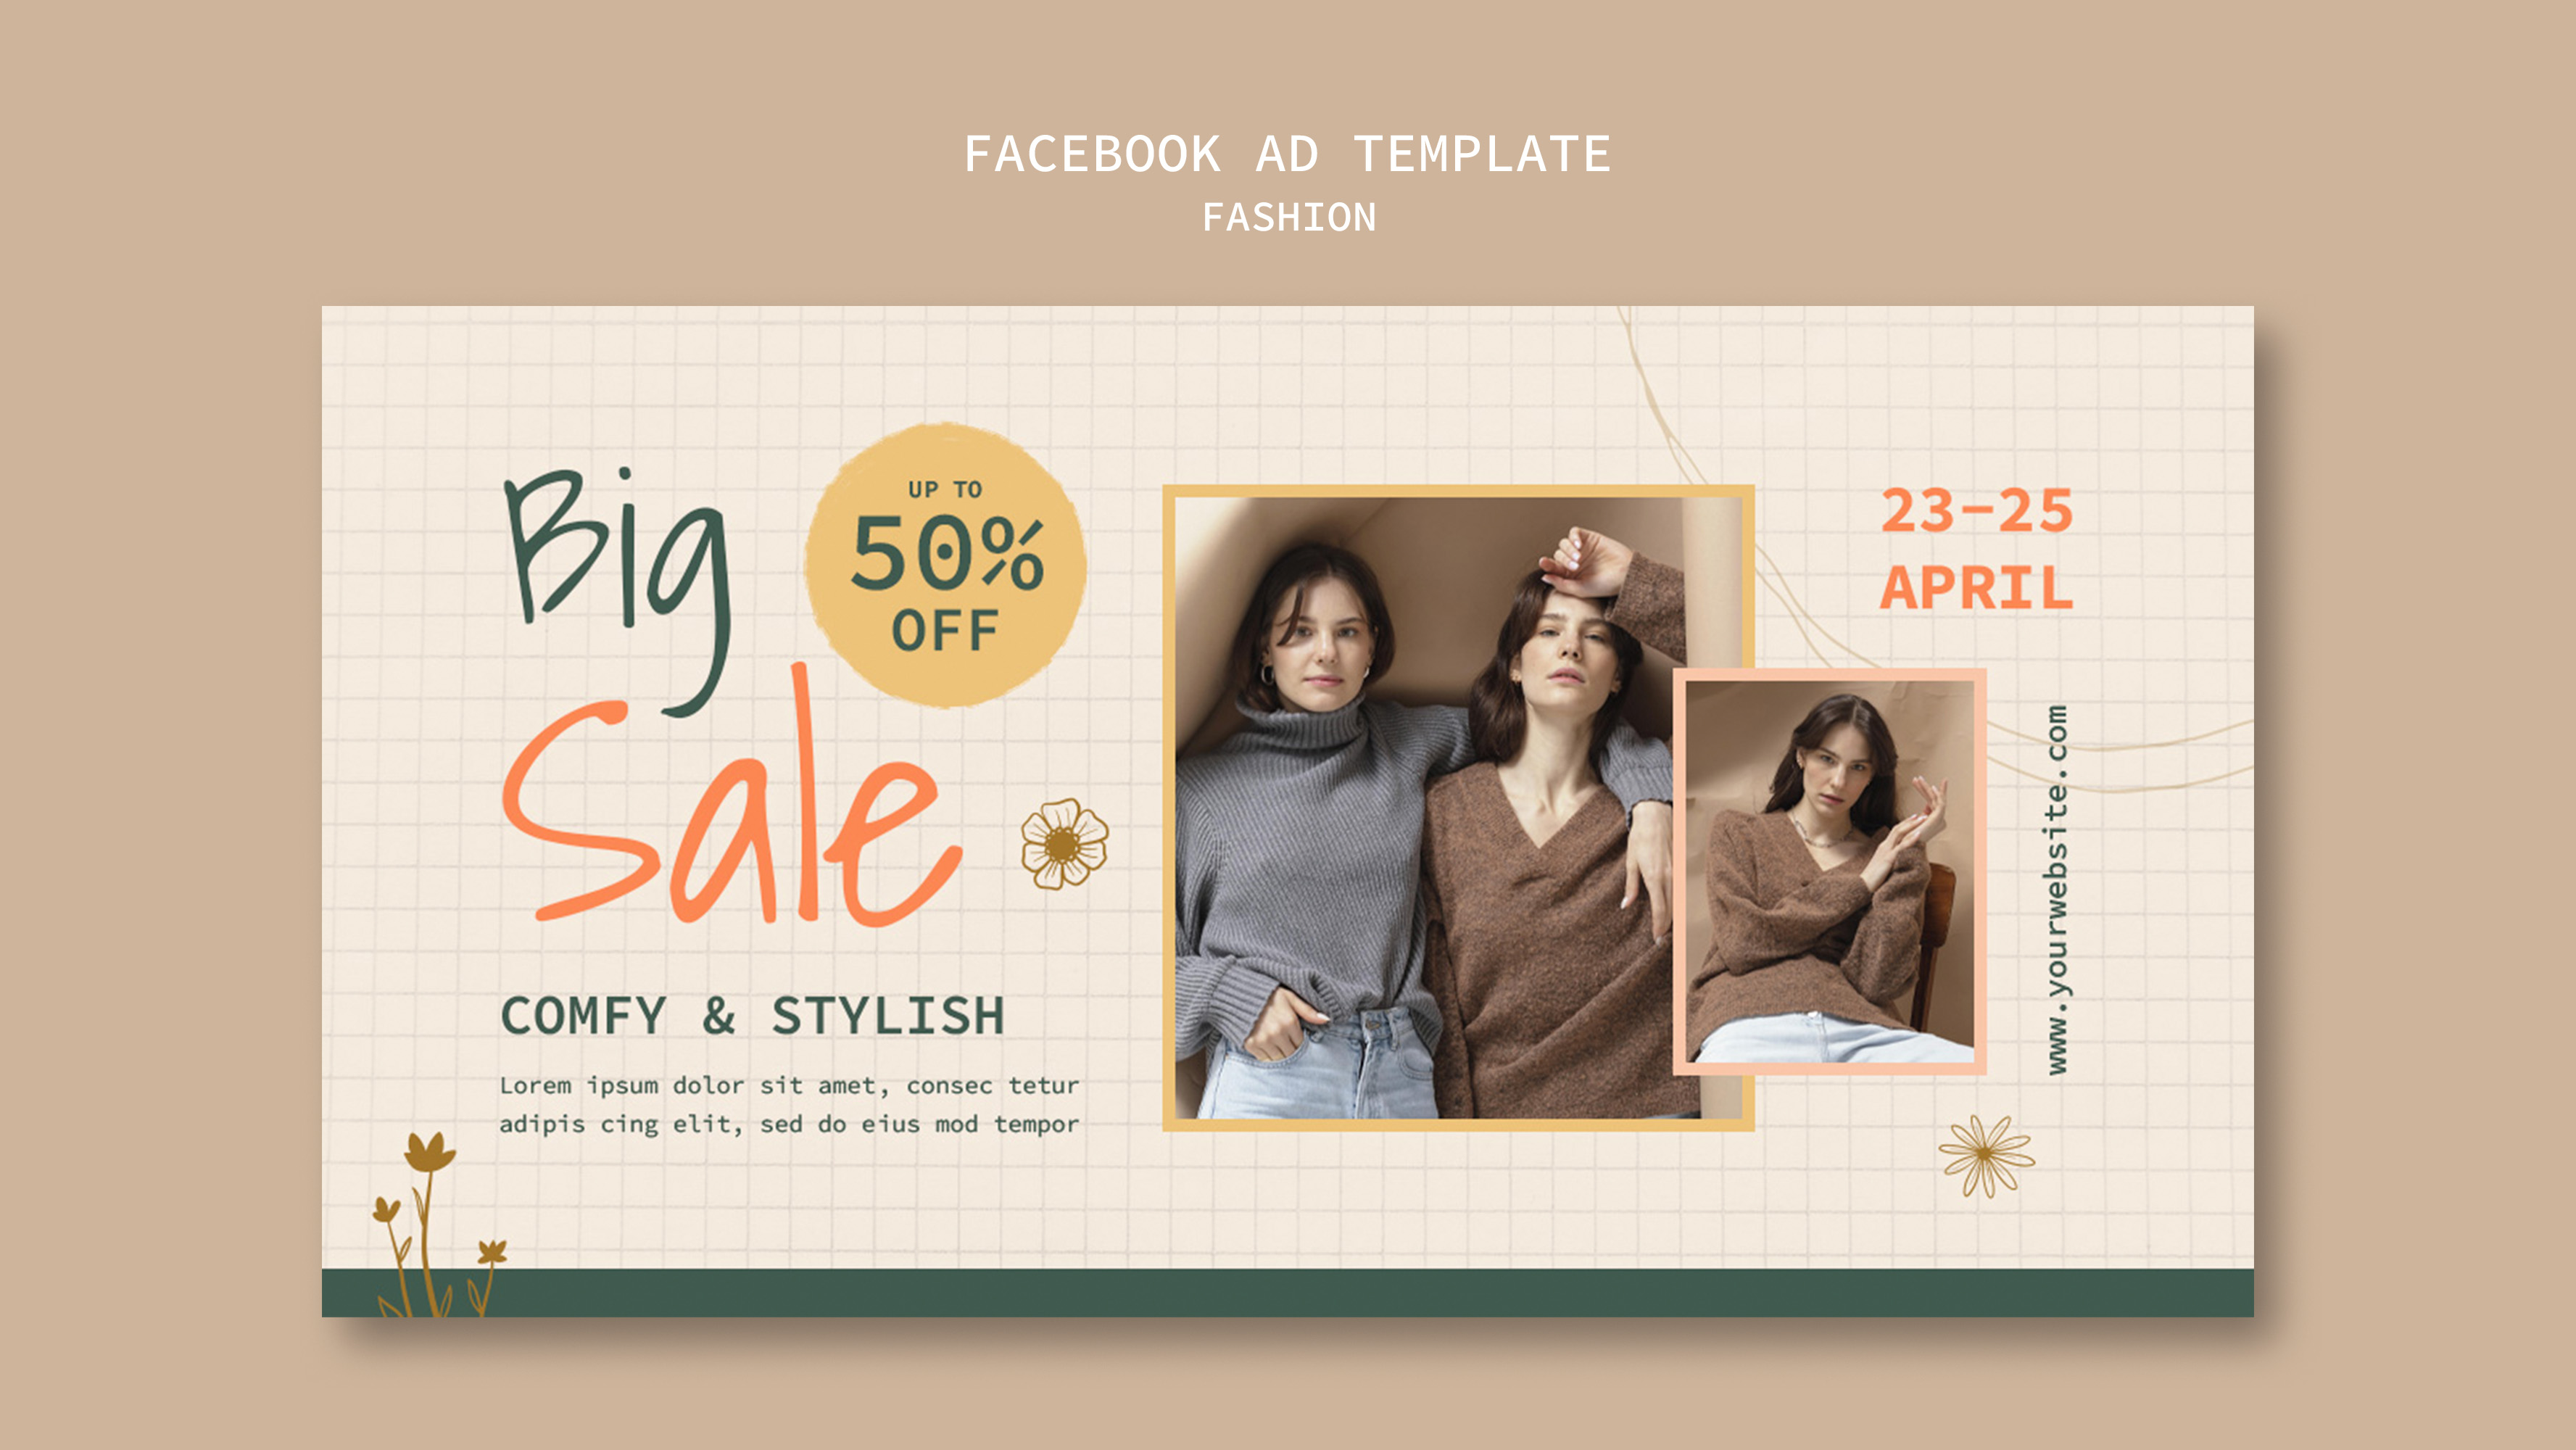 FACEBOOK AD TEMPLATE
FASHION
Big
Sale
UP TO
50%
OFF
COMFY & STYLISH
Lorem ipsum dolor sit amet, consec tetur
adipis cing elit, sed do eius mod tempor
23-25
APRIL
www.yourwebsite.com